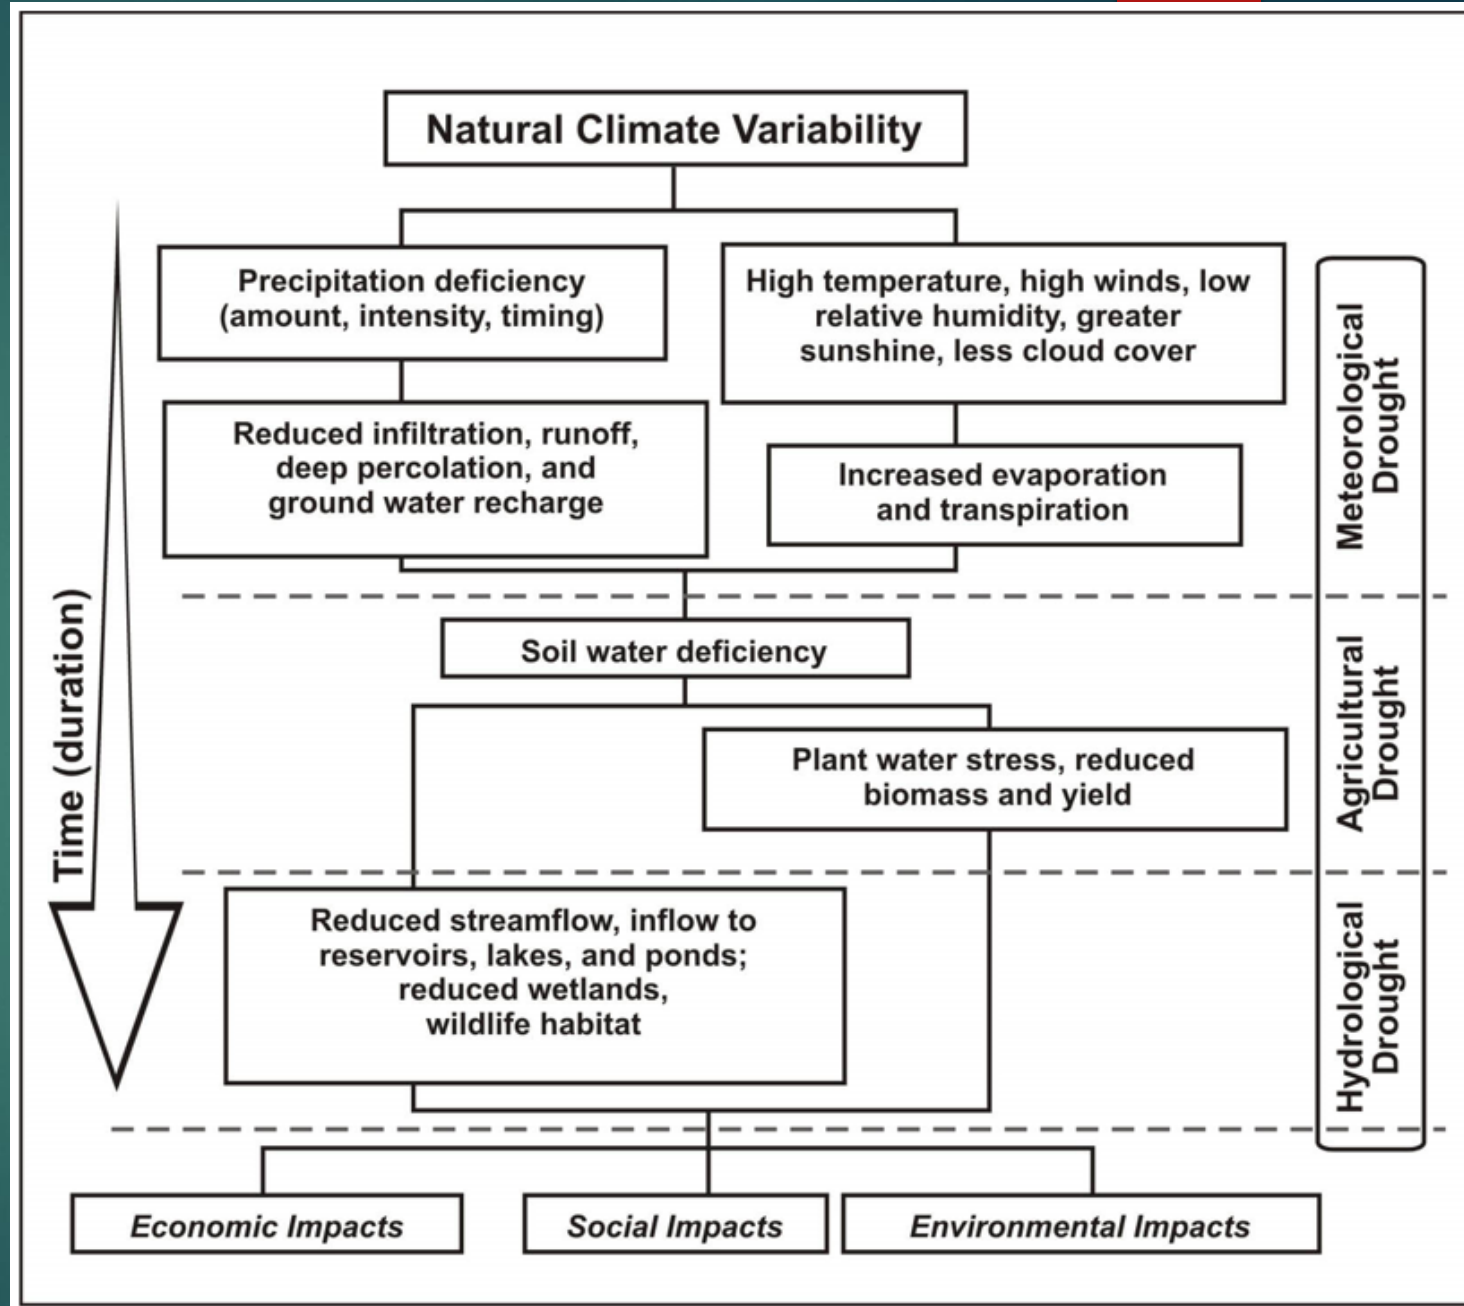 Natural Climate Variability
Precipitation deficiency
(amount, intensity, timing)
High temperature, high winds, low
relative humidity, greater
sunshine, less cloud cover
Reduced infiltration, runoff,
deep percolation, and
ground water recharge
Increased evaporation
and transpiration
Meteorological
Drought
Soil water deficiency
Plant water stress, reduced
biomass and yield
Agricultural
Drought
Time (duration)
Reduced streamflow, inflow to
reservoirs, lakes, and ponds;
reduced wetlands,
wildlife habitat
Hydrological
Drought
Economic Impacts
Social Impacts
Environmental Impacts